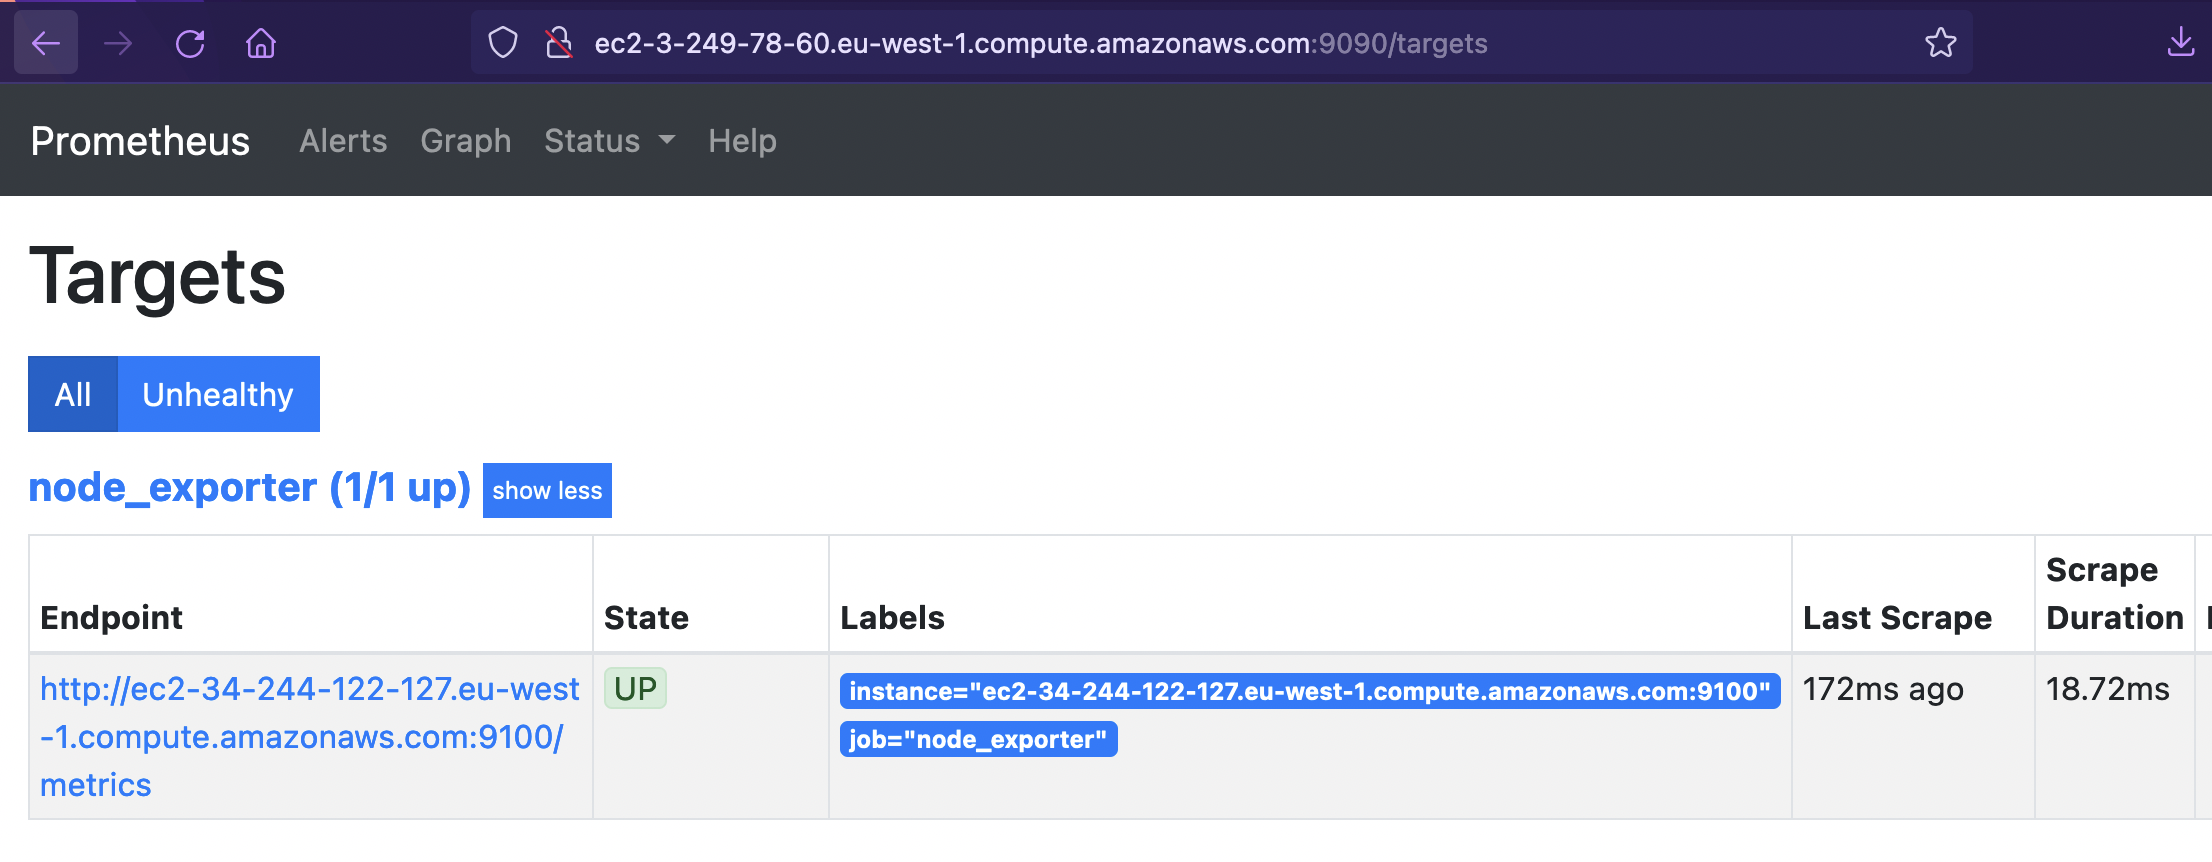 ec2-3-249-78-60.eu-west-1.compute.amazonaws.com:9090/targets
Prometheus Alerts Graph Status Help
Targets
All Unhealthy
node_exporter (1/1 up) show less
Endpoint State Labels Last Scrape Scrape Duration
http://ec2-34-244-122-127.eu-west
-1.compute.amazonaws.com:9100/
metrics
UP
instance="ec2-34-244-122-127.eu-west-1.compute.amazonaws.com:9100"
job="node_exporter"
172ms ago
18.72ms